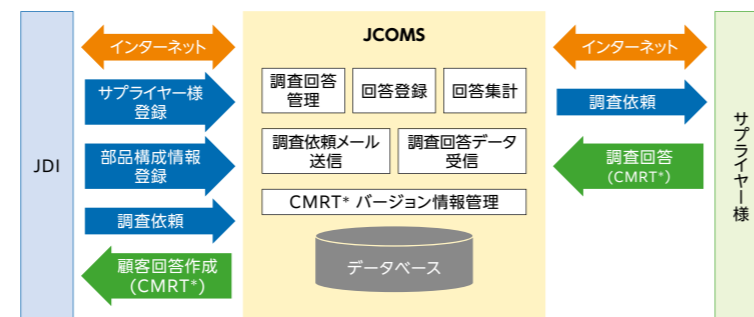 JDI
インターネット
サプライヤー様
登録
部品構成情報
登録
調査依頼
顧客回答作成
(CMRT*)
JCOMS
調査回答
管理
回答登録
回答集計
調査依頼メール
送信
調査回答データ
受信
CMRT* バージョン情報管理
データベース
インターネット
調査依頼
調査回答
(CMRT*)
サプライヤー様